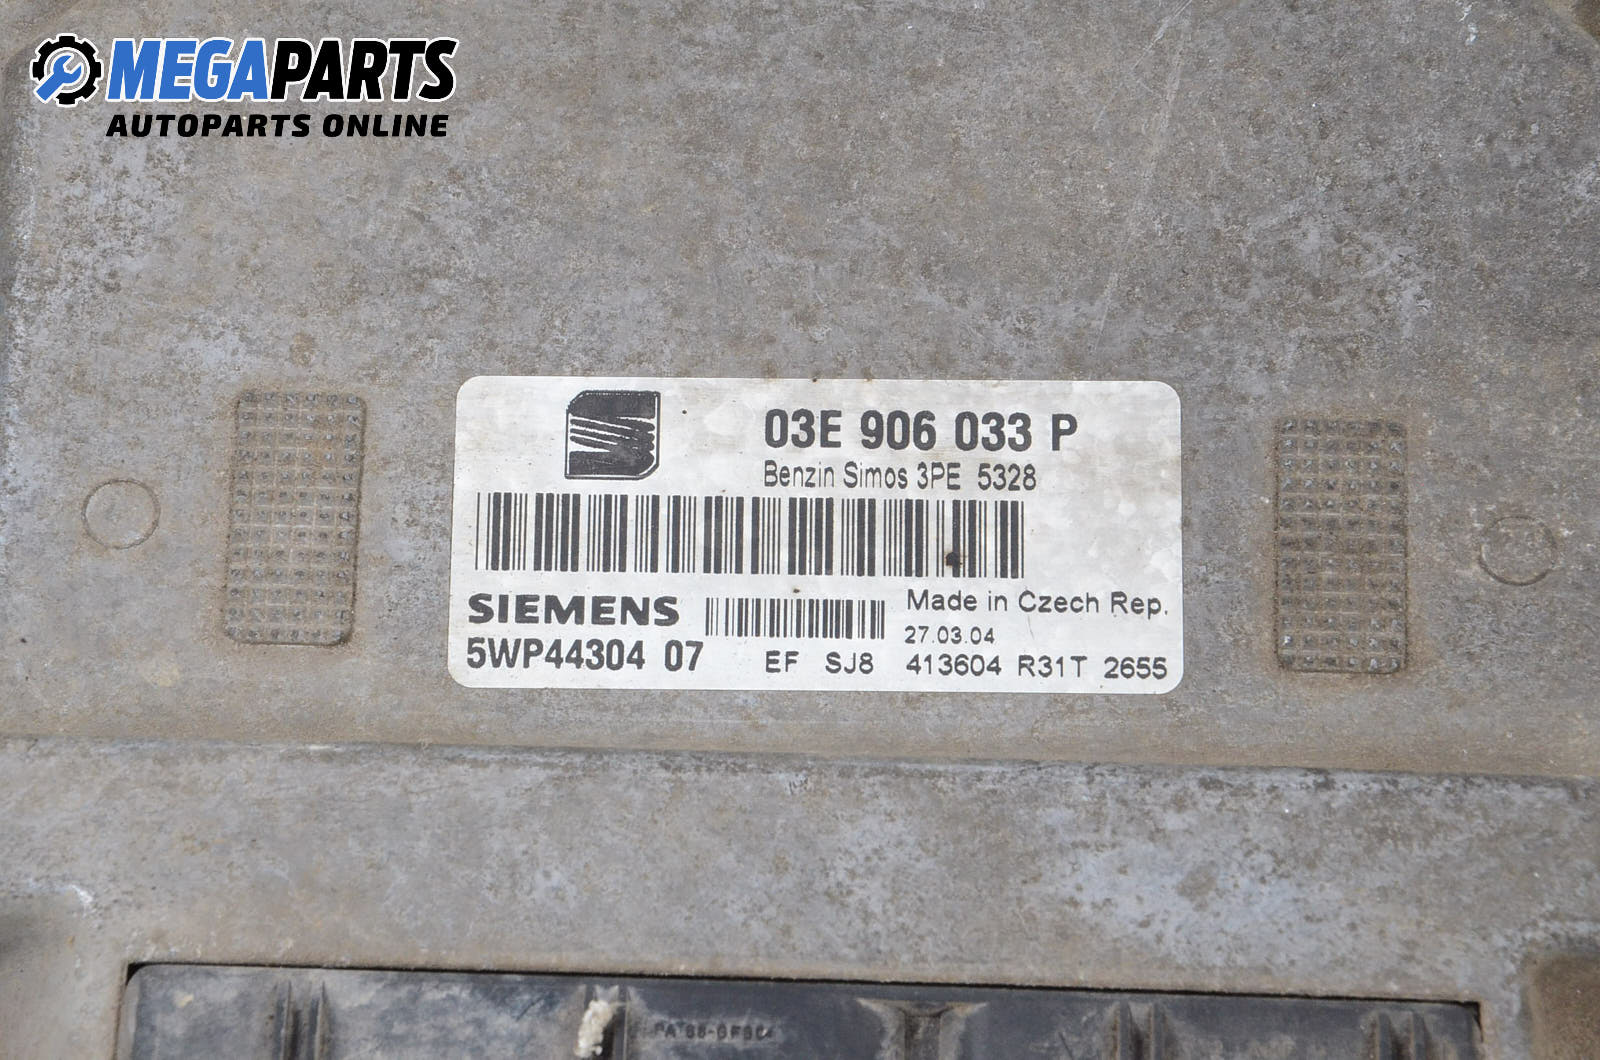 MEGAPARTS
AUTOPARTS ONLINE
03E 906 033 P
Benzin Simos 3PE 5328
SIEMENS
Made in Czech Rep.
27.03.04
5WP44304 07 EF SJ8 413604 R31T 2655